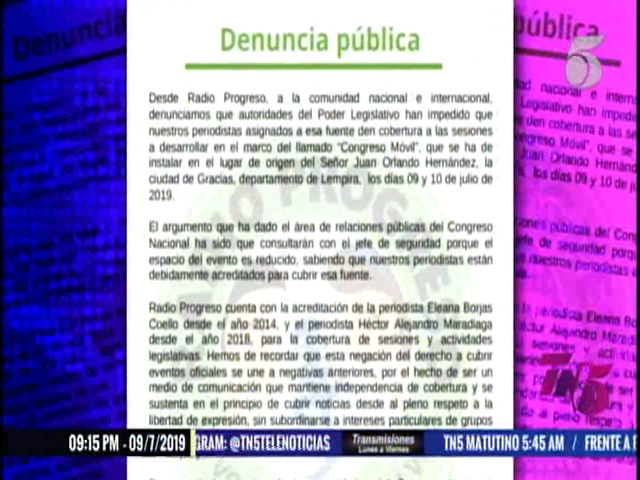 Denuncia pública
Desde Radio Progreso, a la comunidad nacional e internacional,
denunciamos que autoridades del Poder Legislativo han impedido que
nuestros periodistas asignados a esa fuente den cobertura a las sesiones
a desarrollar en el marco del llamado "Congreso Móvil", que se ha de
instalar en el lugar de origen del Señor Juan Orlando Hernández, la
ciudad de Gracias, departamento de Lempira, los días 09 y 10 de julio de
2019.
El argumento que ha dado el área de relaciones públicas del Congreso
Nacional ha sido que consultarán con el jefe de seguridad porque el
espacio del evento es reducido, sabiendo que nuestros periodistas están
debidamente acreditados para cubrir esa fuente.
Radio Progreso cuenta con la acreditación de la periodista Eleana Borjas
Coello desde el año 2014, y el periodista Héctor Alejandro Maradiaga
desde el año 2018, para la cobertura de sesiones y actividades
legislativas. Hemos de recordar que esta negación del derecho a cubrir
eventos oficiales se une a negativas anteriores, por el hecho de ser un
medio de comunicación que mantiene independencia de cobertura y se
sustenta en el principio de cubrir noticias desde al pleno respeto a la
libertad de expresión, sin subordinarse a intereses particulares de grupos
09:15 PM - 09/7/2019
GRAM: @TN5TELENOTICIAS
Transmisiones
Lunes a Viernes
TN5 MATUTINO 5:45 AM / FRENTE A